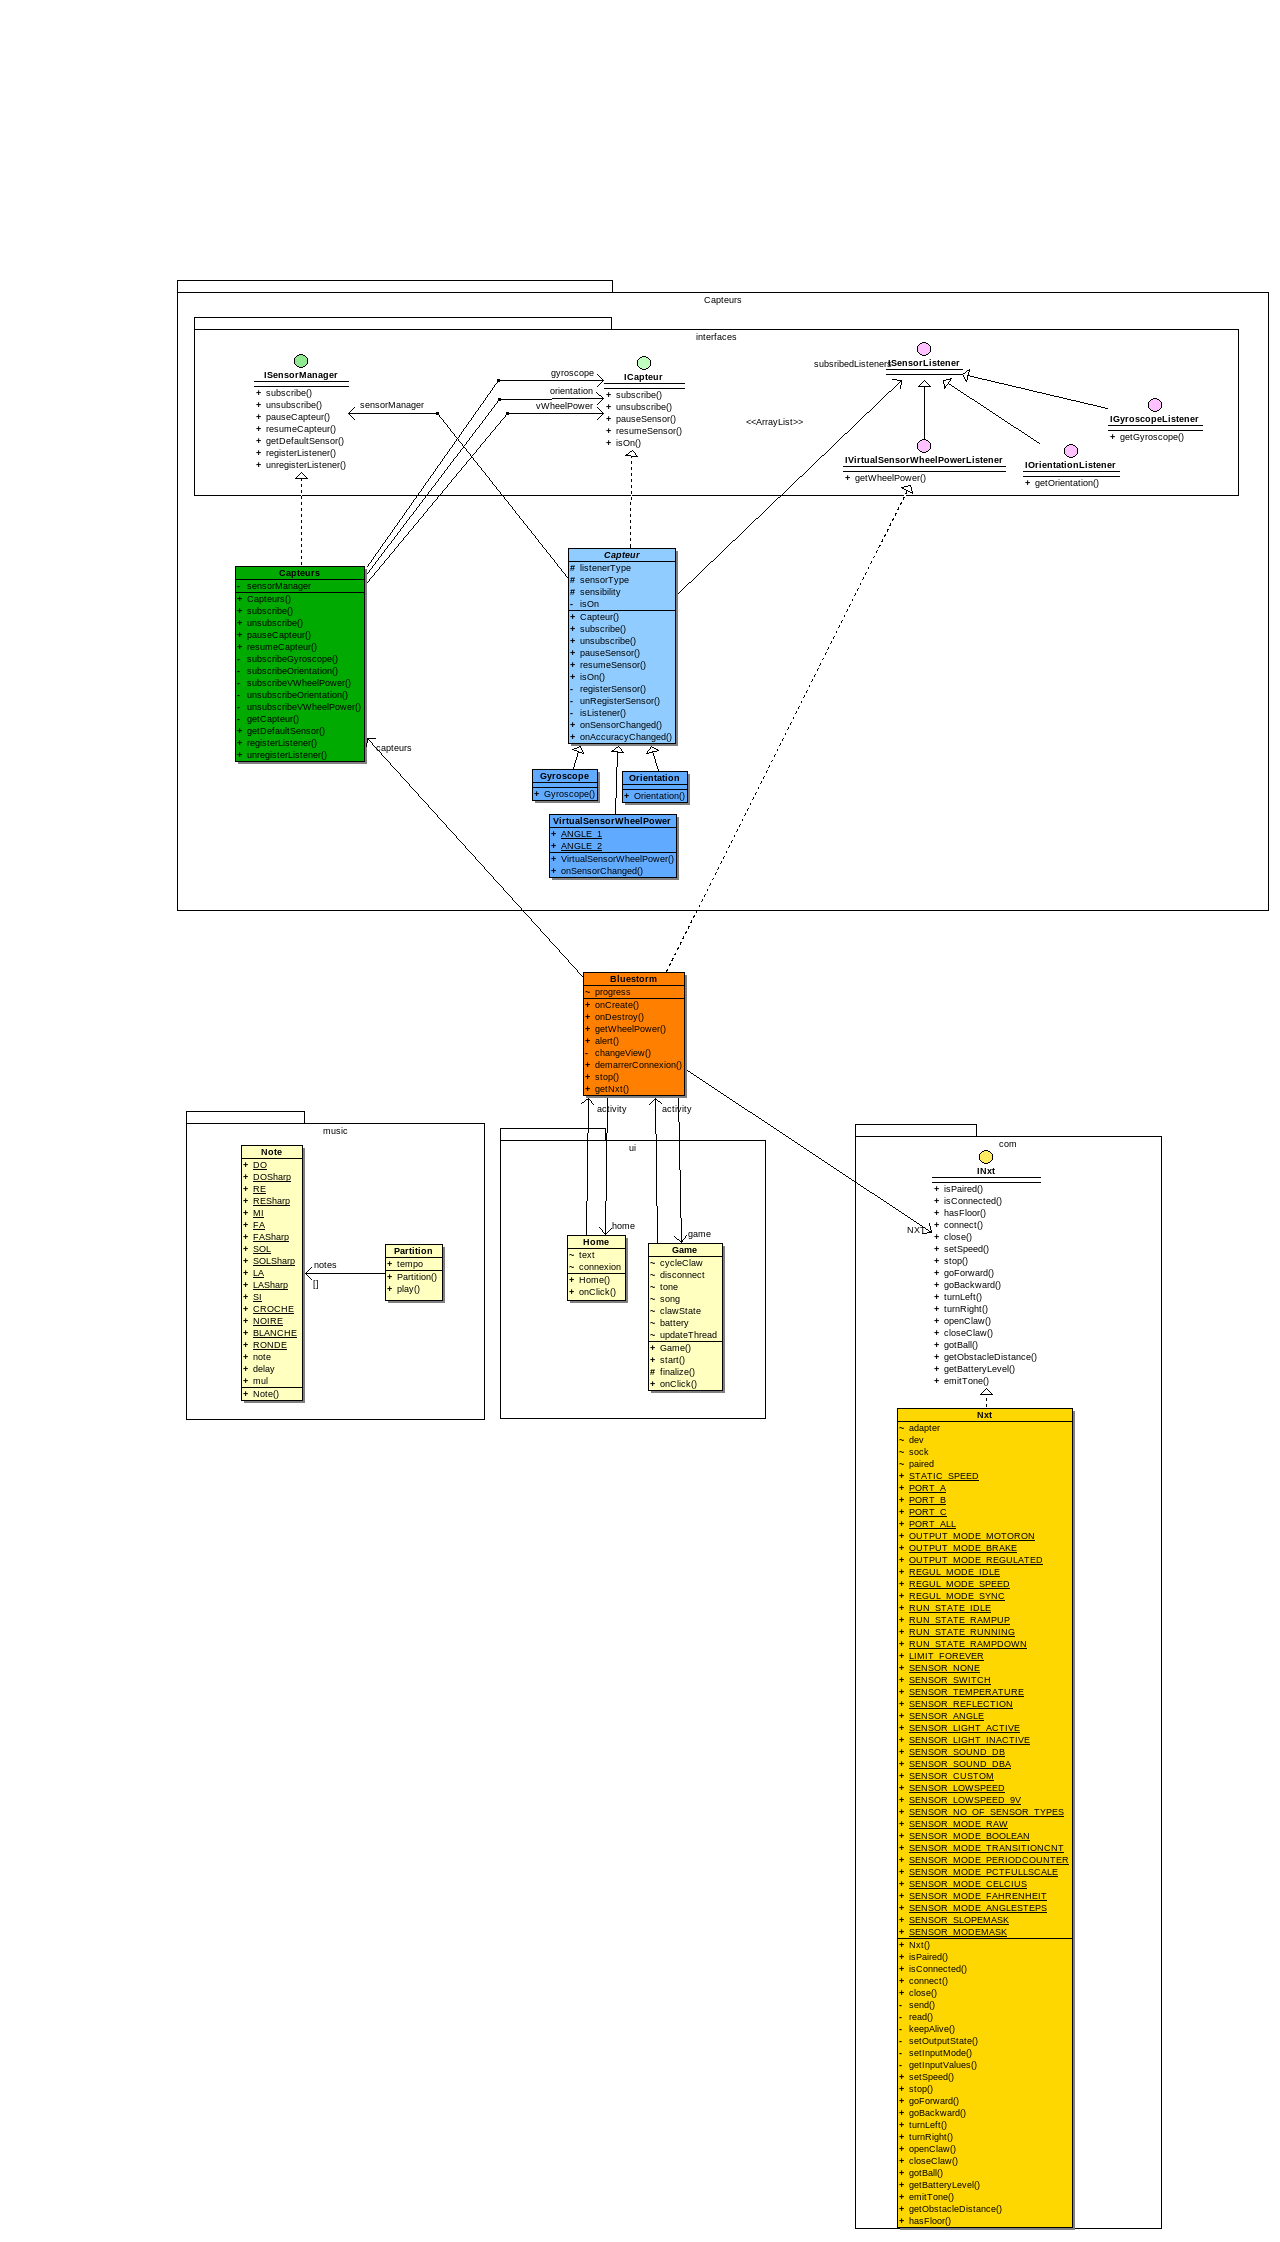 Capteurs
interfaces
ISensorManager
+ subscribe()
+ unsubscribe()
+ pauseCapteur()
+ resumeCapteur()
+ getDefaultSensor()
+ registerListener()
+ unregisterListener()
sensorManager
gyroscope
orientation
vWheelPower
ICapteur
+ subscribe()
+ unsubscribe()
+ pauseSensor()
+ resumeSensor()
+ isOn()
subsribedListeners
<<ArrayList>>
ISensorListener
IVirtualSensorWheelPowerListener
+ getWheelPower()
IOrientationListener
+ getOrientation()
IGyroscopeListener
+ getGyroscope()
Capteurs
- sensorManager
+ Capteurs()
+ subscribe()
+ unsubscribe()
+ pauseCapteur()
+ resumeCapteur()
- subscribeGyroscope()
- subscribeOrientation()
- subscribeVWheelPower()
- unsubscribeOrientation()
- unsubscribeVWheelPower()
- getCapteur()
+ getDefaultSensor()
+ registerListener()
+ unregisterListener()
capteurs
Capteur
# listenerType
# sensorType
# sensibility
- isOn
+ Capteur()
+ subscribe()
+ unsubscribe()
+ pauseSensor()
+ resumeSensor()
+ isOn()
- registerSensor()
- unRegisterSensor()
- isListener()
+ onSensorChanged()
+ onAccuracyChanged()
Gyroscope
+ Gyroscope()
Orientation
+ Orientation()
VirtualSensorWheelPower
+ ANGLE_1
+ ANGLE_2
+ VirtualSensorWheelPower()
+ onSensorChanged()
Bluestorm
~ progress
+ onCreate()
+ onDestroy()
+ getWheelPower()
+ alert()
- changeView()
+ demarrerConnexion()
+ stop()
+ getNxt()
activity
activity
music
Note
+ DO
+ DOSharp
+ RE
+ RESharp
+ MI
+ FA
+ FASharp
+ SOL
+ SOLSharp
+ LA
+ LASharp
+ SI
+ CROCHE
+ NOIRE
+ BLANCHE
+ RONDE
+ note
+ delay
+ mul
+ Note()
notes
[]
Partition
+ tempo
+ Partition()
+ play()
ui
home
game
Home
~ text
~ connexion
+ Home()
+ onClick()
Game
~ cycleClaw
~ disconnect
~ tone
~ song
~ clawState
~ battery
~ updateThread
+ Game()
+ start()
# finalize()
+ onClick()
com
INxt
+ isPaired()
+ isConnected()
+ hasFloor()
+ connect()
+ close()
+ setSpeed()
+ stop()
+ goForward()
+ goBackward()
+ turnLeft()
+ turnRight()
+ openClaw()
+ closeClaw()
+ gotBall()
+ getObstacleDistance()
+ getBatteryLevel()
+ emitTone()
NXT
Nxt
~ adapter
~ dev
~ sock
~ paired
+ STATIC_SPEED
+ PORT_A
+ PORT_B
+ PORT_C
+ PORT_ALL
+ OUTPUT_MODE_MOTORON
+ OUTPUT_MODE_BRAKE
+ OUTPUT_MODE_REGULATED
+ REGUL_MODE_IDLE
+ REGUL_MODE_SPEED
+ REGUL_MODE_SYNC
+ RUN_STATE_IDLE
+ RUN_STATE_RAMPUP
+ RUN_STATE_RUNNING
+ RUN_STATE_RAMPDOWN
+ LIMIT_FOREVER
+ SENSOR_NONE
+ SENSOR_SWITCH
+ SENSOR_TEMPERATURE
+ SENSOR_REFLECTION
+ SENSOR_ANGLE
+ SENSOR_LIGHT_ACTIVE
+ SENSOR_LIGHT_INACTIVE
+ SENSOR_SOUND_DB
+ SENSOR_SOUND_DBA
+ SENSOR_CUSTOM
+ SENSOR_LOWSPEED
+ SENSOR_LOWSPEED_9V
+ SENSOR_NO_OF_SENSOR_TYPES
+ SENSOR_MODE_RAW
+ SENSOR_MODE_BOOLEAN
+ SENSOR_MODE_TRANSITIONCNT
+ SENSOR_MODE_PERIODCOUNTER
+ SENSOR_MODE_PCTFULLSCALE
+ SENSOR_MODE_CELCIUS
+ SENSOR_MODE_FAHRENHEIT
+ SENSOR_MODE_ANGLESTEPS
+ SENSOR_SLOPEMASK
+ SENSOR_MODEMASK
+ Nxt()
+ isPaired()
+ isConnected()
+ connect()
+ close()
- send()
- read()
- keepAlive()
- setOutputState()
- setInputMode()
- getInputValues()
+ setSpeed()
+ stop()
+ goForward()
+ goBackward()
+ turnLeft()
+ turnRight()
+ openClaw()
+ closeClaw()
+ gotBall()
+ getBatteryLevel()
+ emitTone()
+ getObstacleDistance()
+ hasFloor()